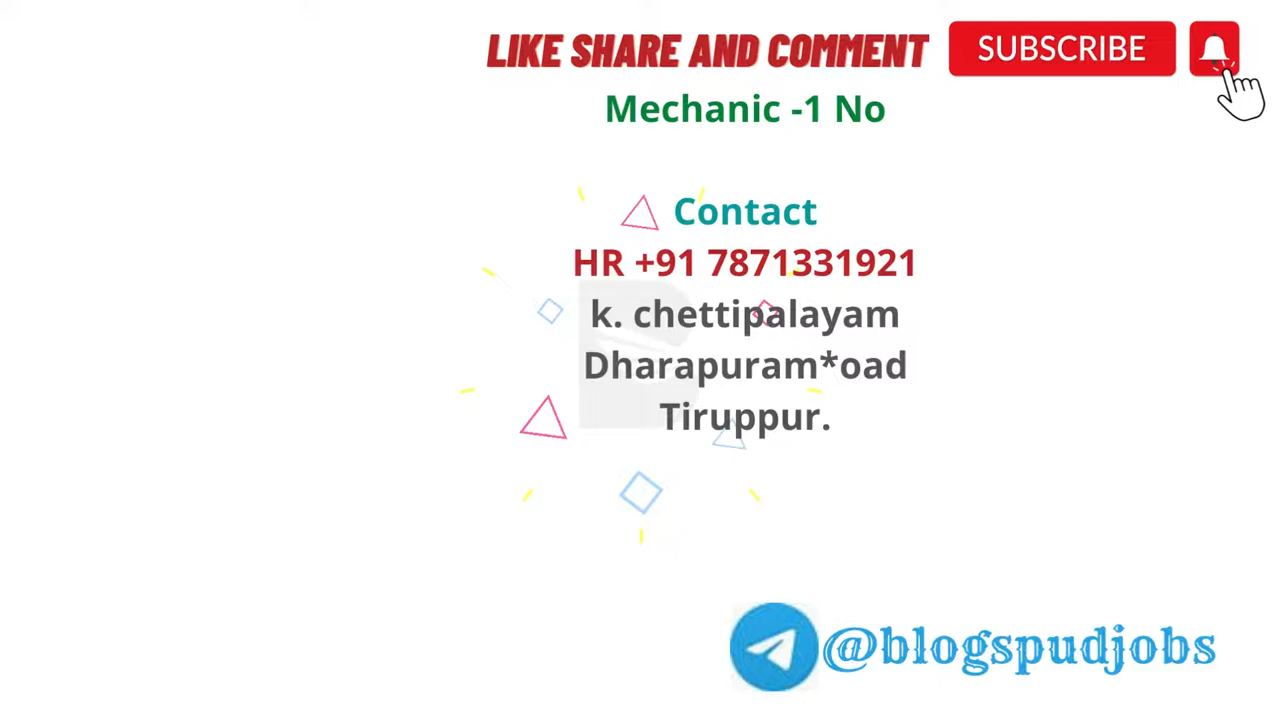 LIKE SHARE AND COMMENT
SUBSCRIBE
Mechanic -1 No
Contact
HR +91 7871331921
k. chettipalayam
Dharapuram*oad
Tiruppur.
@blogspudjobs